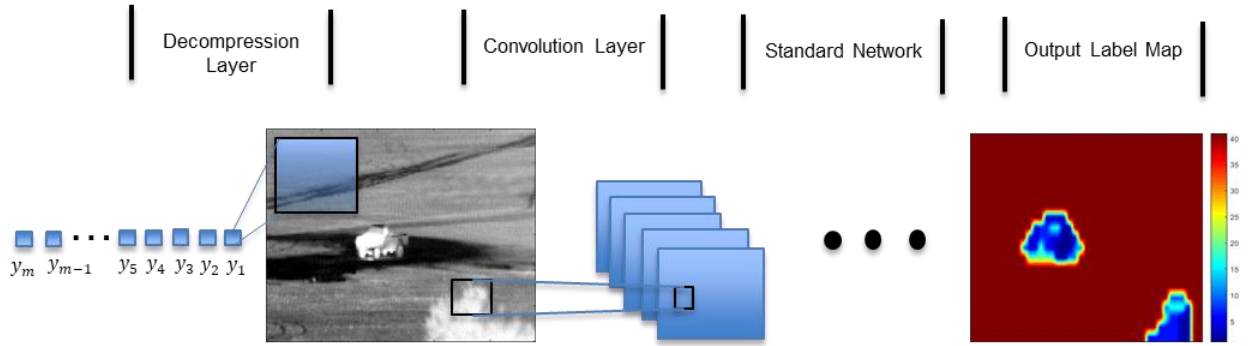 Decompression
Layer
Convolution Layer
Standard Network
Output Label Map
y_m y_{m-1} ... y_5 y_4 y_3 y_2 y_1
40
35
30
25
20
15
10
5